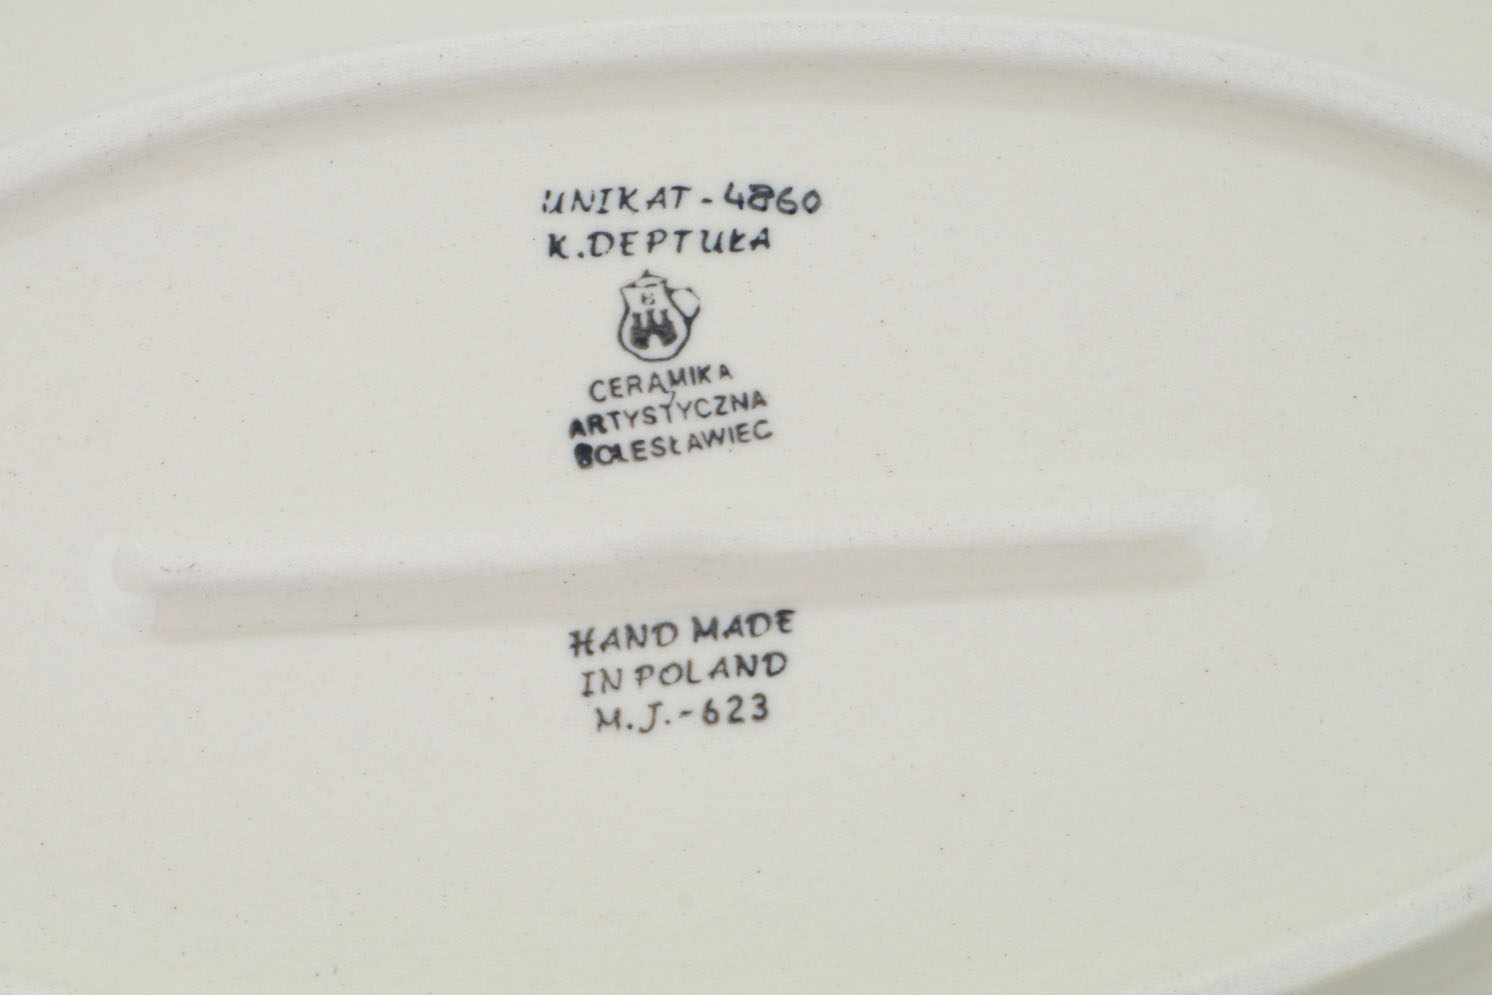 UNIKAT - 4860
K. DEPTUŁA
B
CERAMIKA
ARTYSTYCZNA
BOLESŁAWIEC
HAND MADE
IN POLAND
M.J.-623